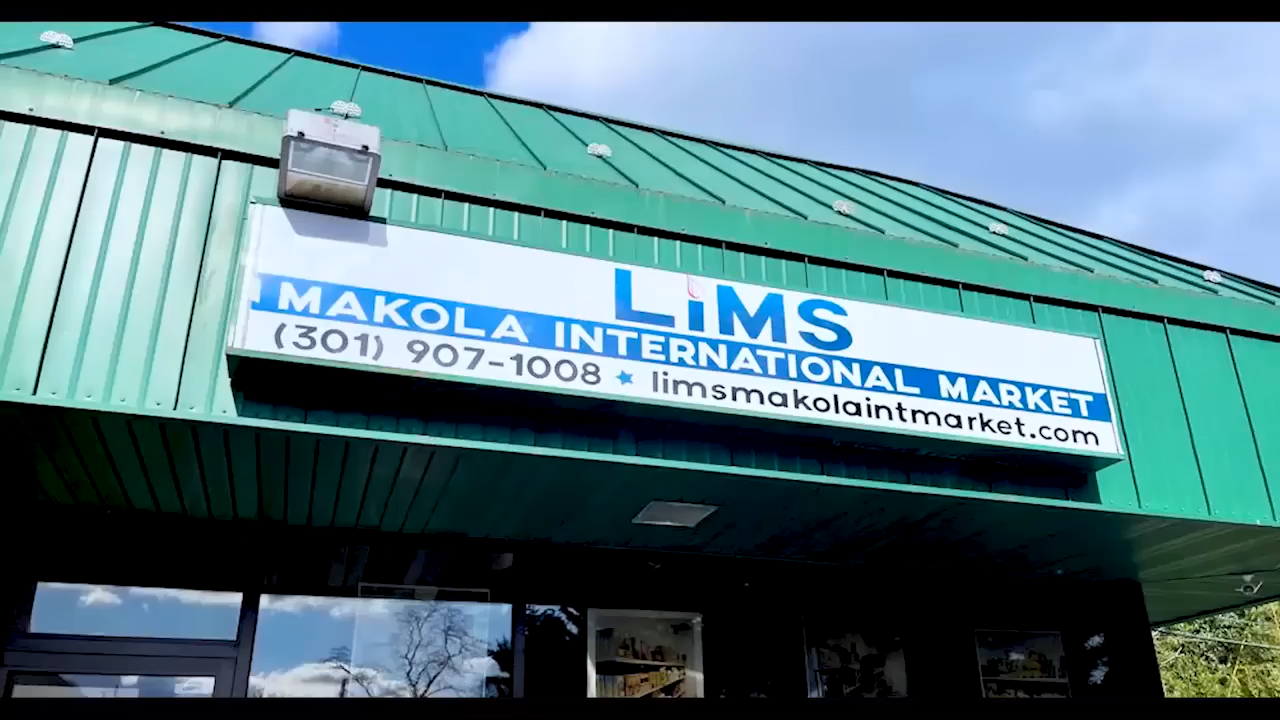 LiMS
MAKOLA INTERNATIONAL MARKET
(301) 907-1008 ★ limsmakolaintmarket.com